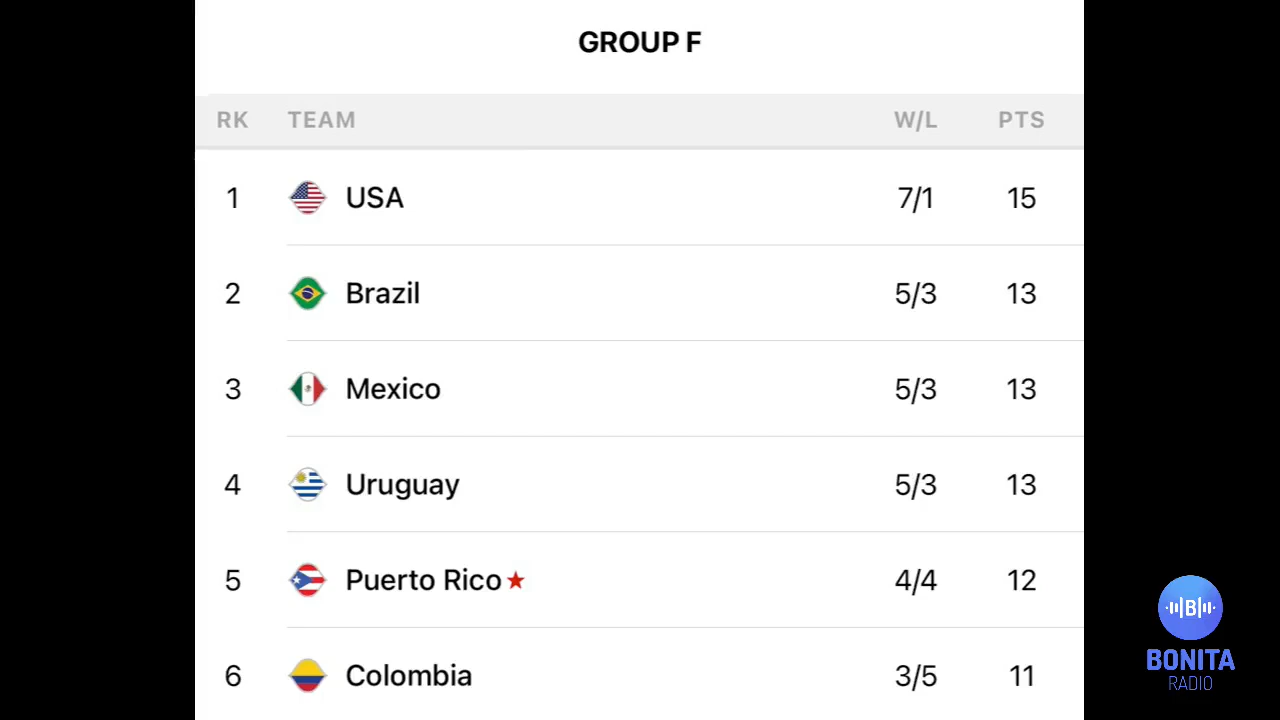 GROUP F
RK TEAM W/L PTS
1 USA 7/1 15
2 Brazil 5/3 13
3 Mexico 5/3 13
4 Uruguay 5/3 13
5 Puerto Rico★ 4/4 12
6 Colombia 3/5 11
B
BONITA
RADIO